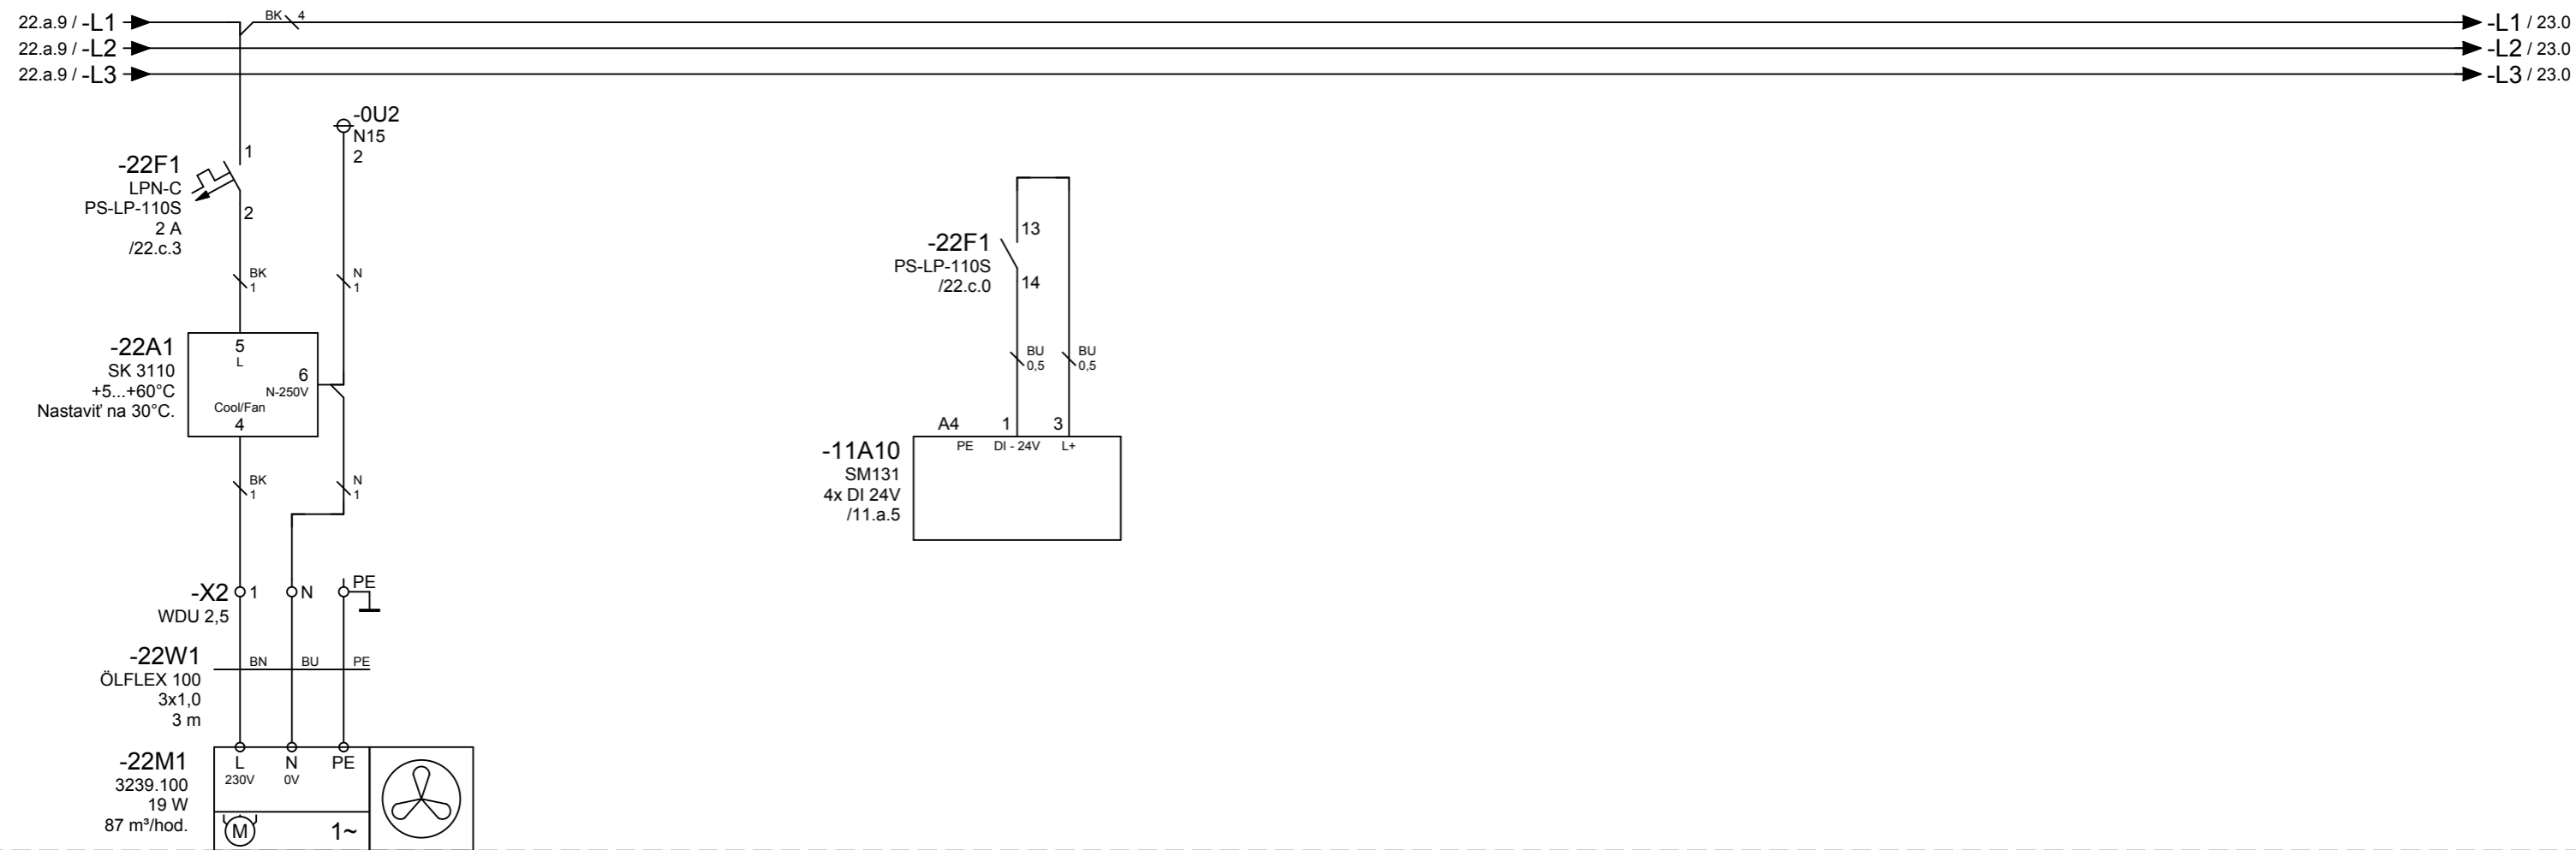 22.a.9 / -L1
BK 4
-L1 / 23.0
22.a.9 / -L2
-L2 / 23.0
22.a.9 / -L3
-L3 / 23.0
-0U2
N15
2
1
-22F1
LPN-C
PS-LP-110S
2 A
/22.c.3
2
BK
1
N
1
-22A1
SK 3110
+5...+60°C
Nastaviť na 30°C.
5
L
6
N-250V
Cool/Fan
4
BK
1
N
1
-X2
WDU 2,5
1
N
PE
-22W1
ÖLFLEX 100
3x1,0
3 m
BN
BU
PE
-22M1
3239.100
19 W
87 m³/hod.
L
230V
N
0V
PE
M
1~
13
-22F1
PS-LP-110S
/22.c.0
14
BU
0,5
BU
0,5
A4
1
3
PE
DI - 24V
L+
-11A10
SM131
4x DI 24V
/11.a.5